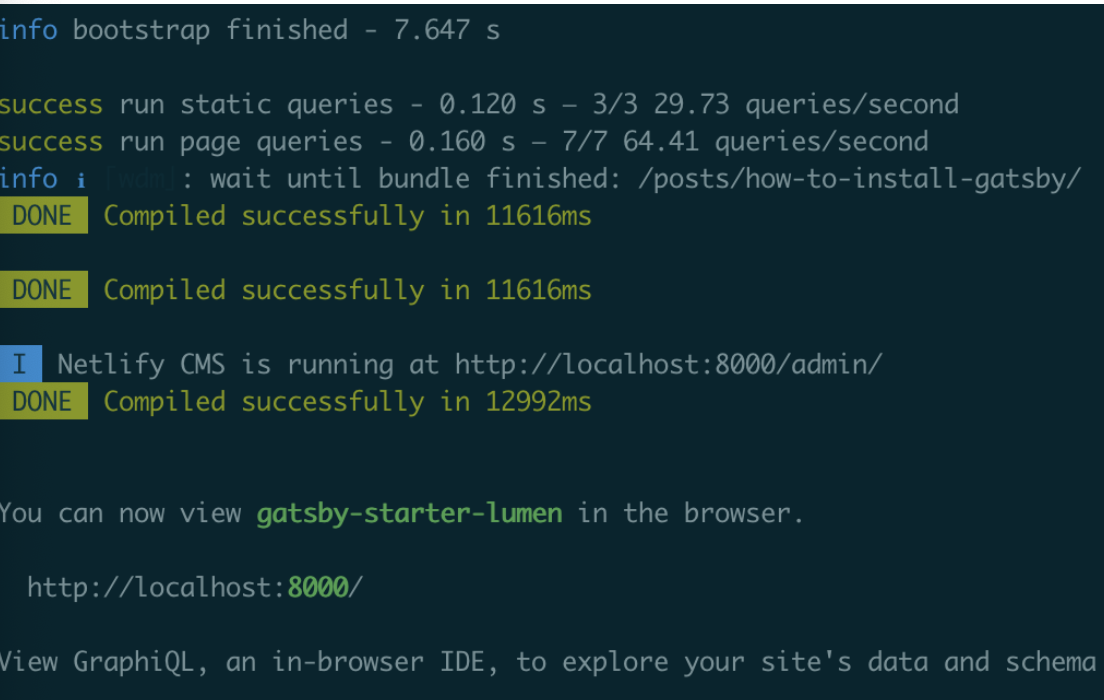 info bootstrap finished - 7.647 s
success run static queries - 0.120 s — 3/3 29.73 queries/second
success run page queries - 0.160 s — 7/7 64.41 queries/second
info ℹ ｢wdm｣: wait until bundle finished: /posts/how-to-install-gatsby/
DONE Compiled successfully in 11616ms
DONE Compiled successfully in 11616ms
I Netlify CMS is running at http://localhost:8000/admin/
DONE Compiled successfully in 12992ms
You can now view gatsby-starter-lumen in the browser.
http://localhost:8000/
View GraphiQL, an in-browser IDE, to explore your site's data and schema